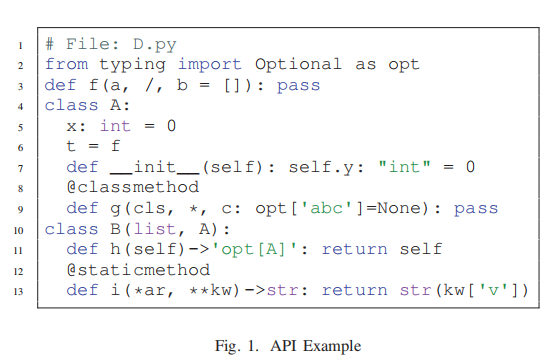 1 # File: D.py
2 from typing import Optional as opt
3 def f(a, /, b = []): pass
4 class A:
5 x: int = 0
6 t = f
7 def __init__(self): self.y: "int" = 0
8 @classmethod
9 def g(cls, *, c: opt['abc']=None): pass
10 class B(list, A):
11 def h(self)->'opt[A]': return self
12 @staticmethod
13 def i(*ar, **kw)->str: return str(kw['v'])
Fig. 1. API Example